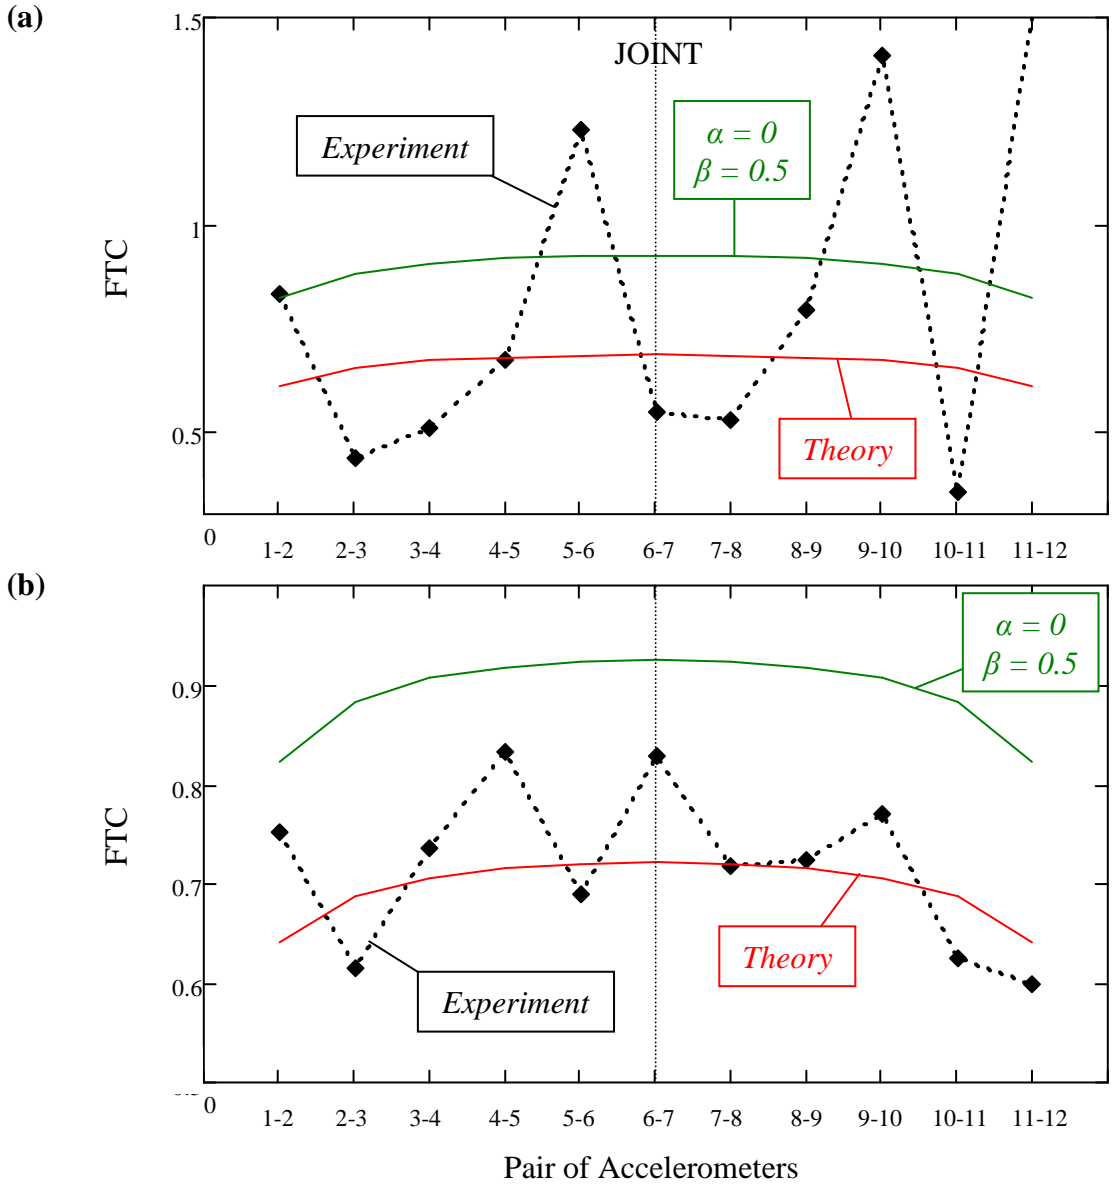 (a)
1.5
JOINT
Experiment
α = 0
β = 0.5
1
FTC
0.5
Theory
0
1-2 2-3 3-4 4-5 5-6 6-7 7-8 8-9 9-10 10-11 11-12
(b)
α = 0
β = 0.5
0.9
0.8
FTC
0.7
Theory
Experiment
0.6
0
1-2 2-3 3-4 4-5 5-6 6-7 7-8 8-9 9-10 10-11 11-12
Pair of Accelerometers